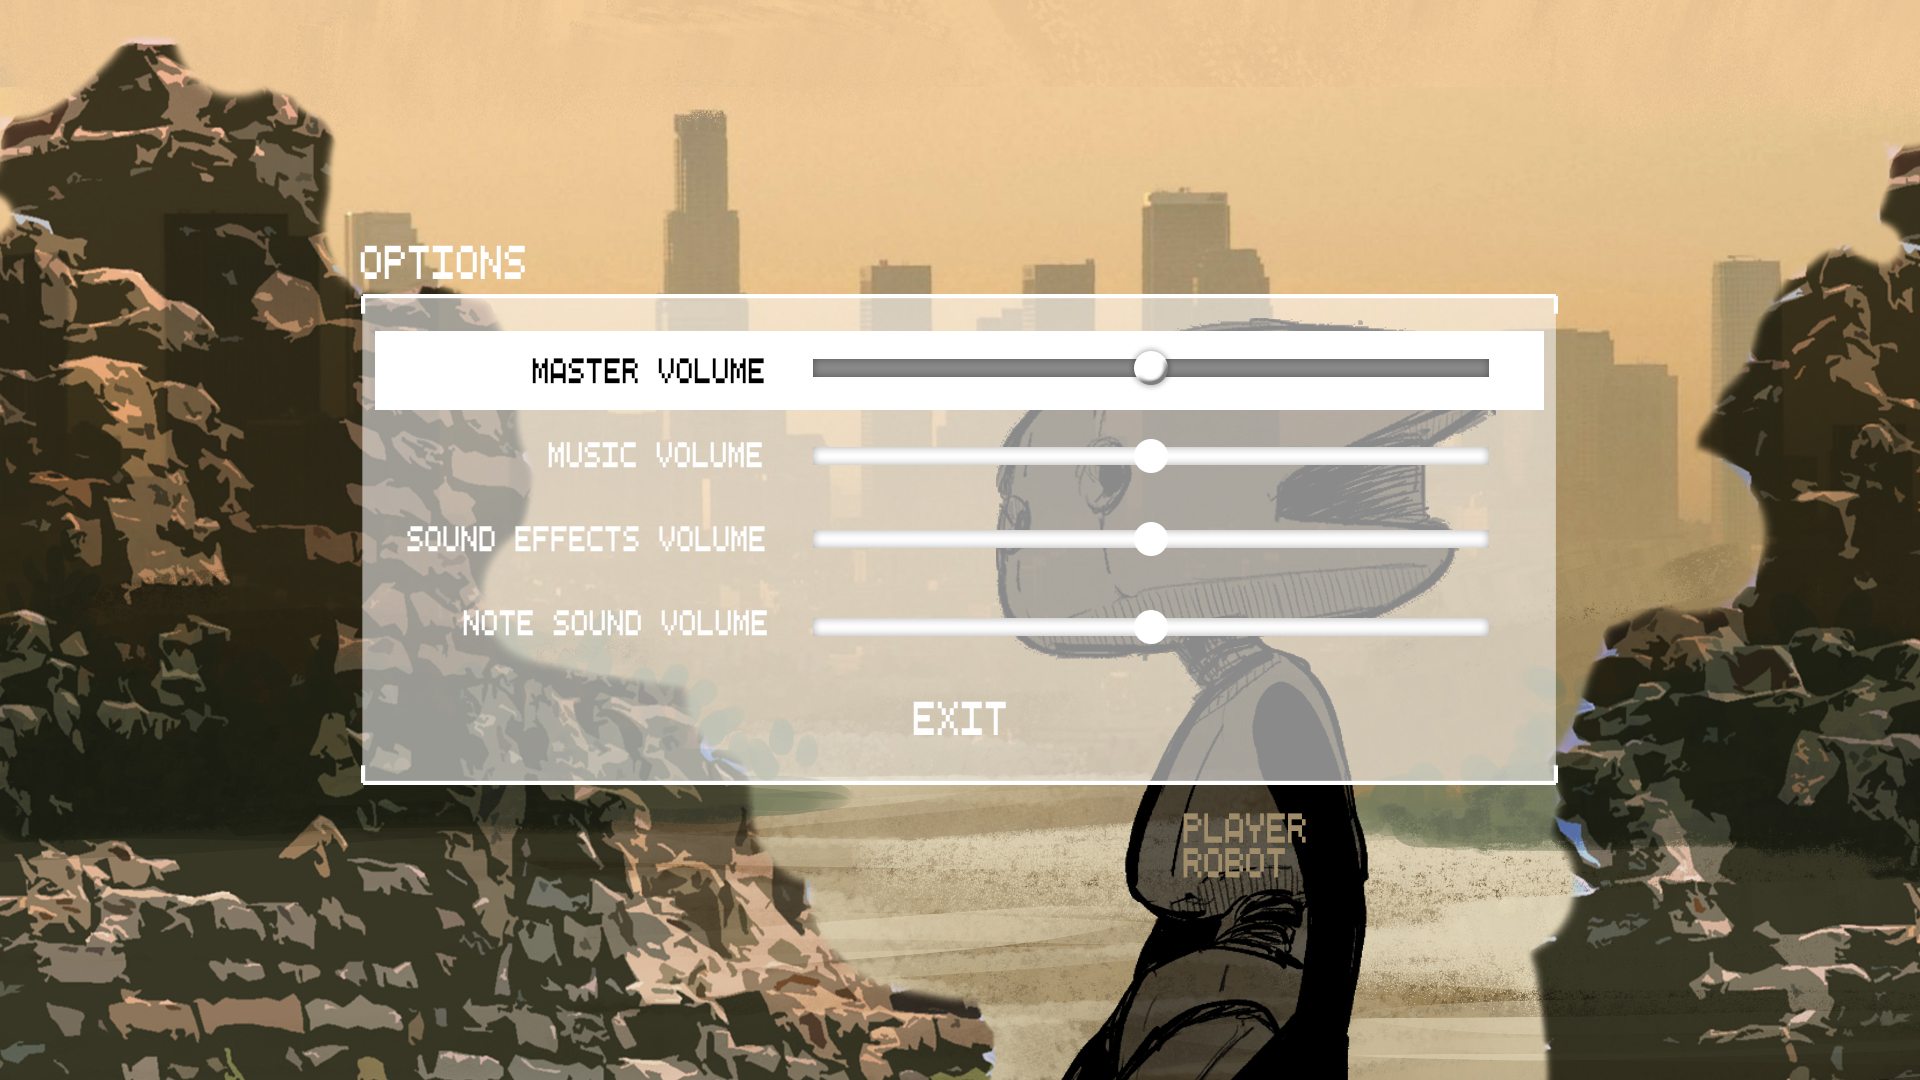 OPTIONS
MASTER VOLUME
MUSIC VOLUME
SOUND EFFECTS VOLUME
NOTE SOUND VOLUME
EXIT
PLAYER
ROBOT